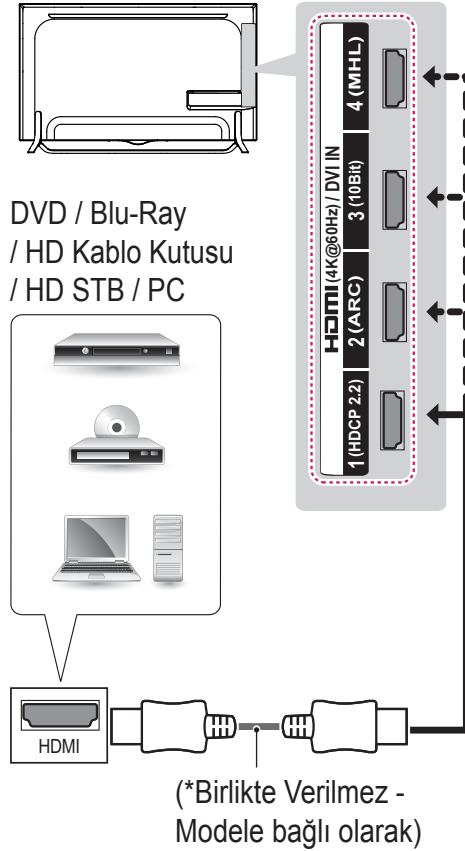 4 (MHL)
3 (10Bit)
2 (ARC)
1 (HDCP 2.2)
HDMI (4K@60Hz) / DVI IN
DVD / Blu-Ray
/ HD Kablo Kutusu
/ HD STB / PC
HDMI
(*Birlikte Verilmez -
Modele bağlı olarak)